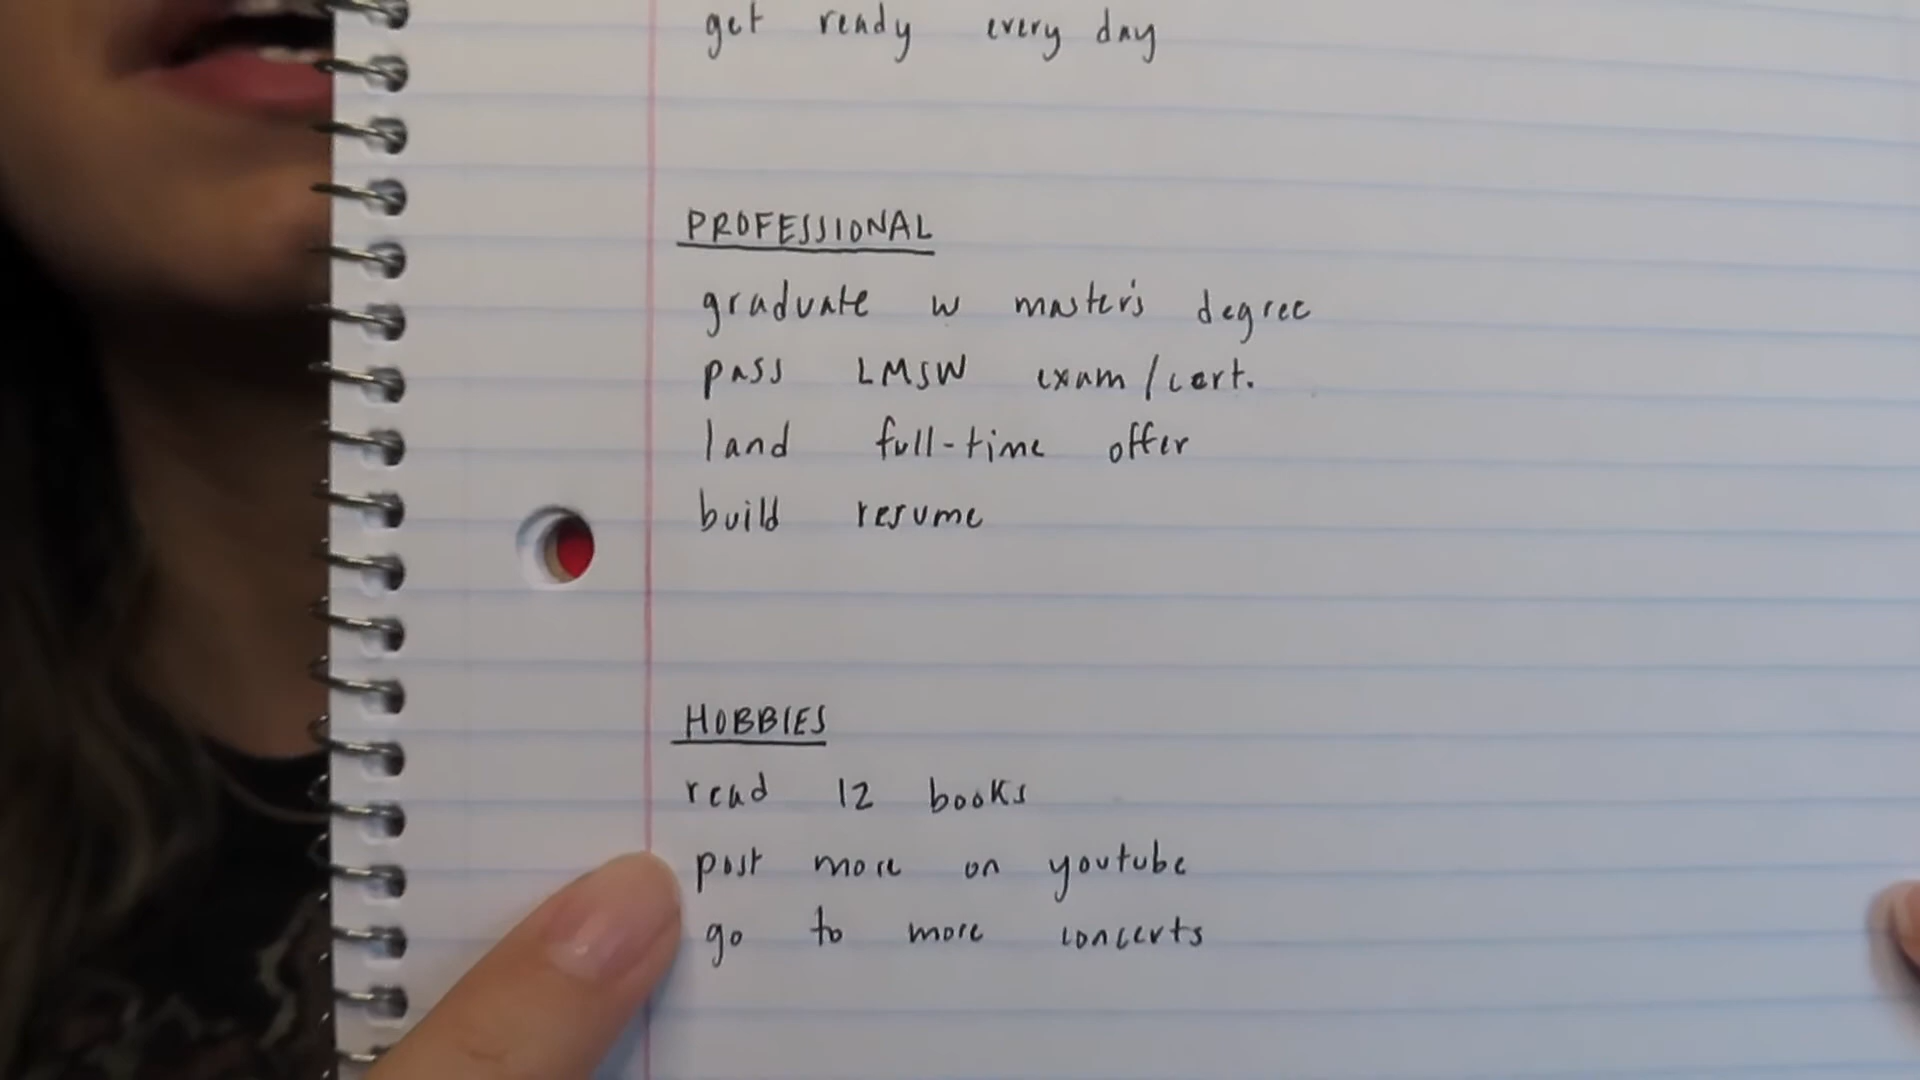 get ready every day
PROFESSIONAL
graduate w master's degree
pass LMSW exam/cert.
land full-time offer
build resume
HOBBIES
read 12 books
post more on youtube
go to more concerts